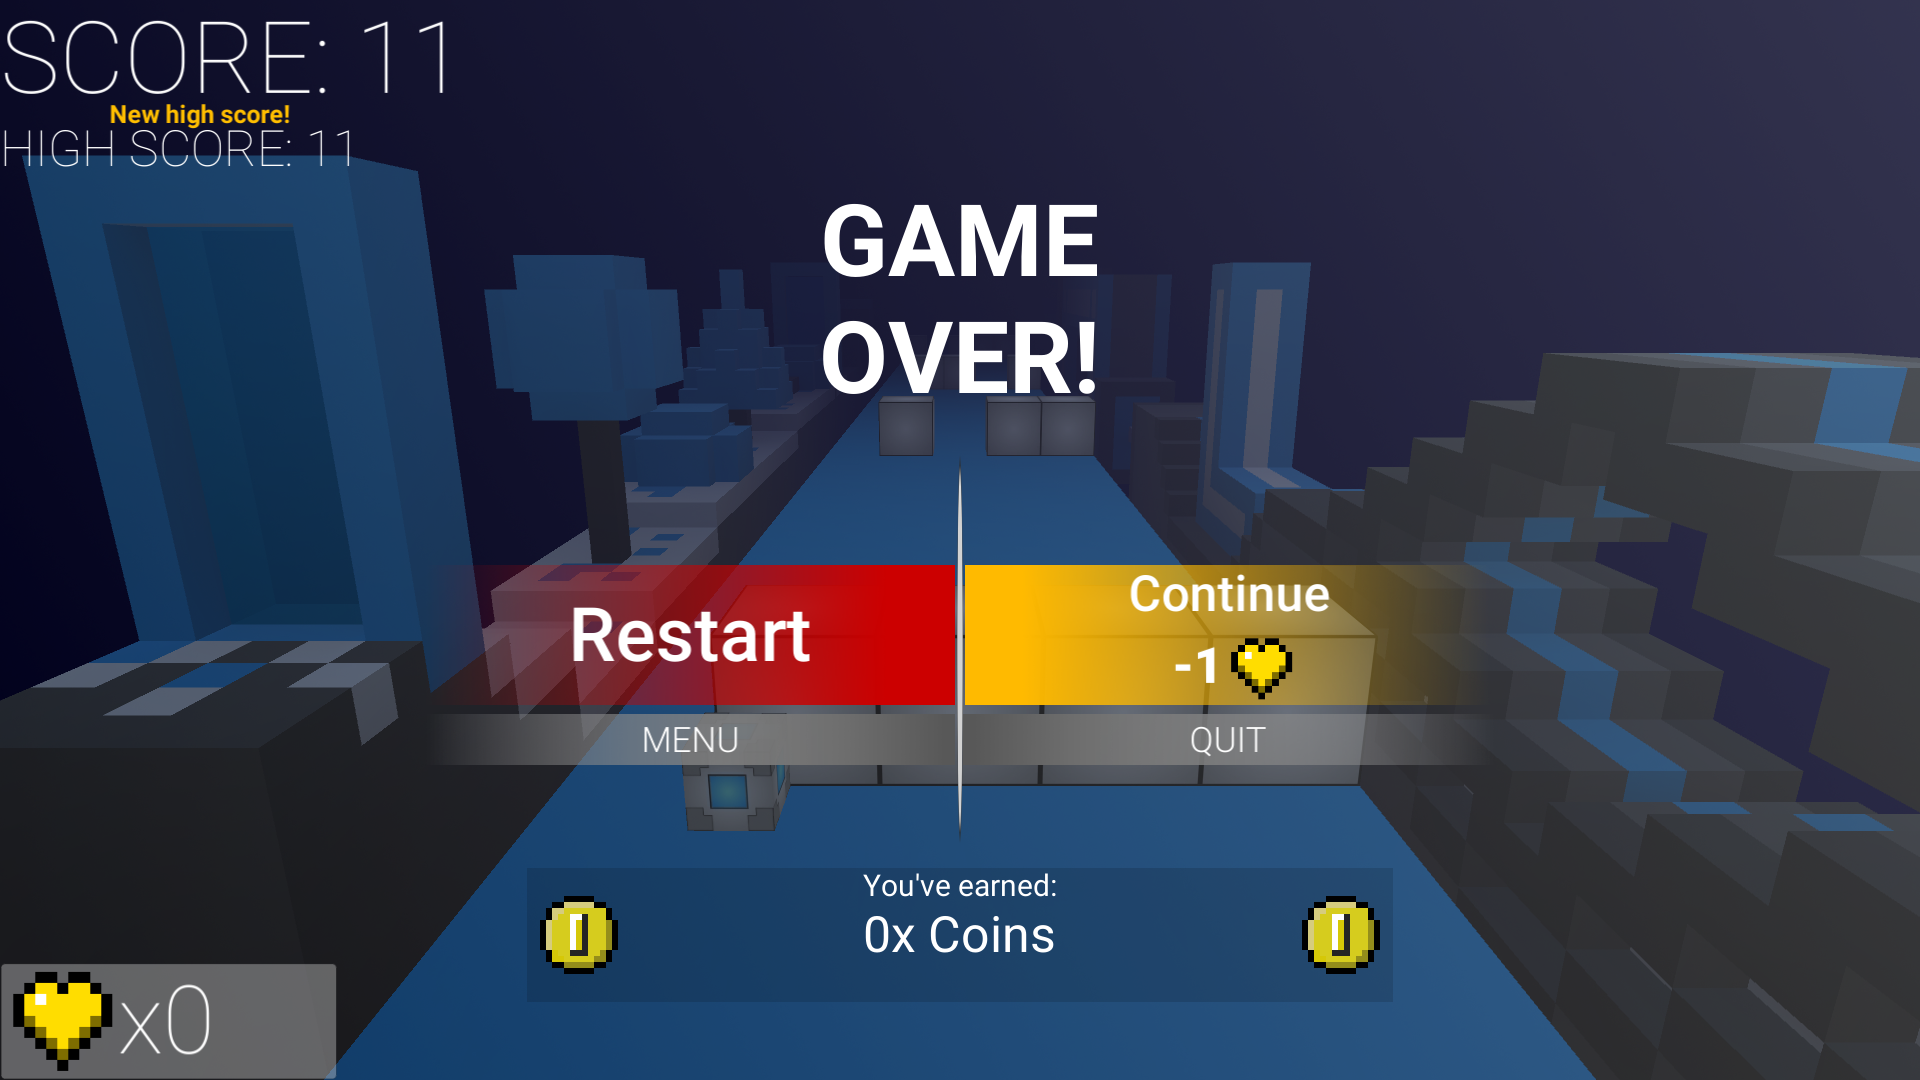 SCORE: 11
New high score!
HIGH SCORE: 11
GAME
OVER!
Restart
Continue
-1
MENU
QUIT
You've earned:
0x Coins
x0